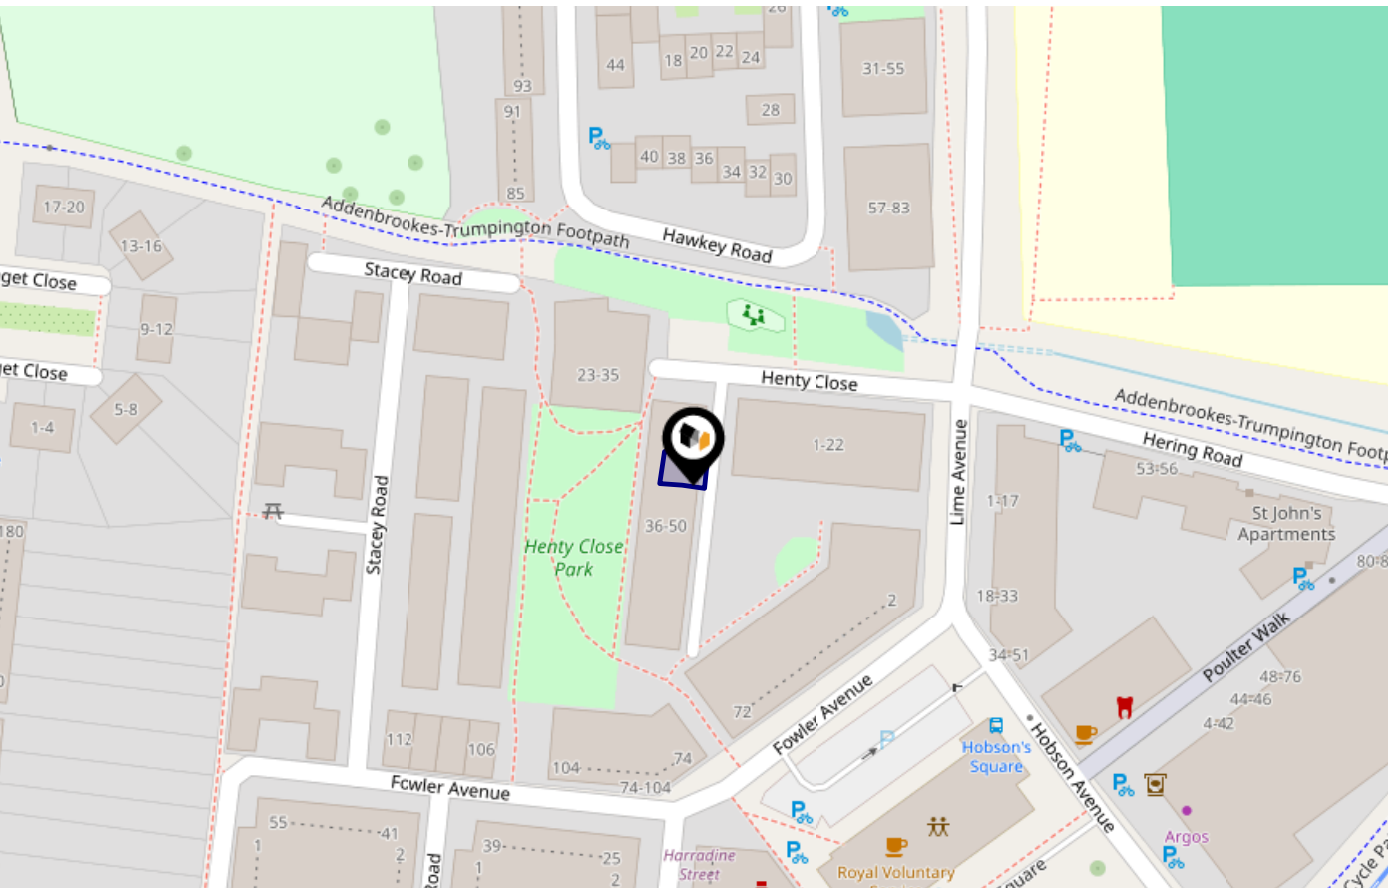 26
93
44
18
20
22
24
31-55
91
28
40
38
36
34
32
30
85
17-20
13-16
Addenbrookes-Trumpington Footpath
57-83
Hawkey Road
get Close
Stacey Road
9-12
23-35
Henty Close
get Close
5-8
1-4
1-22
Addenbrookes-Trumpington Footp
Hering Road
Lime Avenue
53-56
1-17
St John's
Apartments
Stacey Road
36-50
180
Henty Close
Park
80-8
2
18-33
34-51
Poulter Walk
48-76
44-46
4-42
72
Fowler Avenue
P
Hobson's
Square
Hobson Avenue
112
106
104
74
74-104
Fowler Avenue
55
41
1
2
39
25
1
2
Road
Harradine
Street
Royal Voluntary
Square
Argos
Cycle Pa